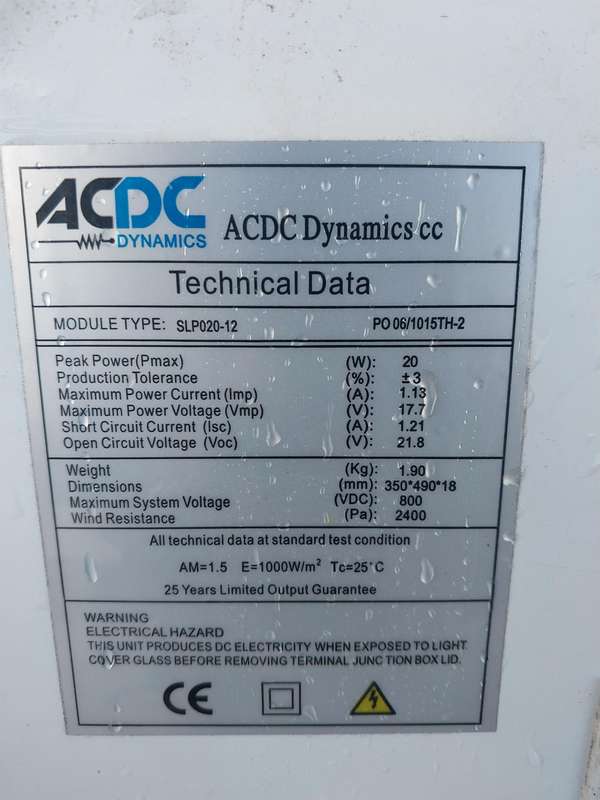 ACDC
DYNAMICS
ACDC Dynamics cc
Technical Data
MODULE TYPE: SLP020-12 PO 06/1015TH-2
Peak Power(Pmax) (W): 20
Production Tolerance (%): ±3
Maximum Power Current (Imp) (A): 1.13
Maximum Power Voltage (Vmp) (V): 17.7
Short Circuit Current (Isc) (A): 1.21
Open Circuit Voltage (Voc) (V): 21.8
Weight (Kg): 1.90
Dimensions (mm): 350*490*18
Maximum System Voltage (VDC): 800
Wind Resistance (Pa): 2400
All technical data at standard test condition
AM=1.5 E=1000W/m² Tc=25°C
25 Years Limited Output Guarantee
WARNING
ELECTRICAL HAZARD
THIS UNIT PRODUCES DC ELECTRICITY WHEN EXPOSED TO LIGHT
COVER GLASS BEFORE REMOVING TERMINAL JUNCTION BOX LID.
CE